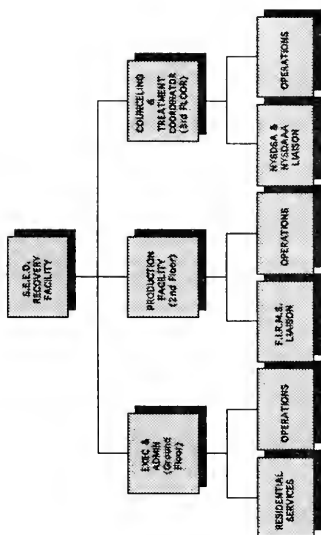 S.E.E.D.
RECOVERY
FACILITY
EXEC &
ADMIN
(Ground
Floor)
PRODUCTION
FACILITY
(2nd Floor)
COUNCELING
&
TREATMENT
COORDINATOR
(3rd FLOOR)
RESIDENTIAL
SERVICES
OPERATIONS
F.I.R.M.S.
LIAISON
OPERATIONS
NYSDSA &
NYSDAAA
LIAISON
OPERATIONS